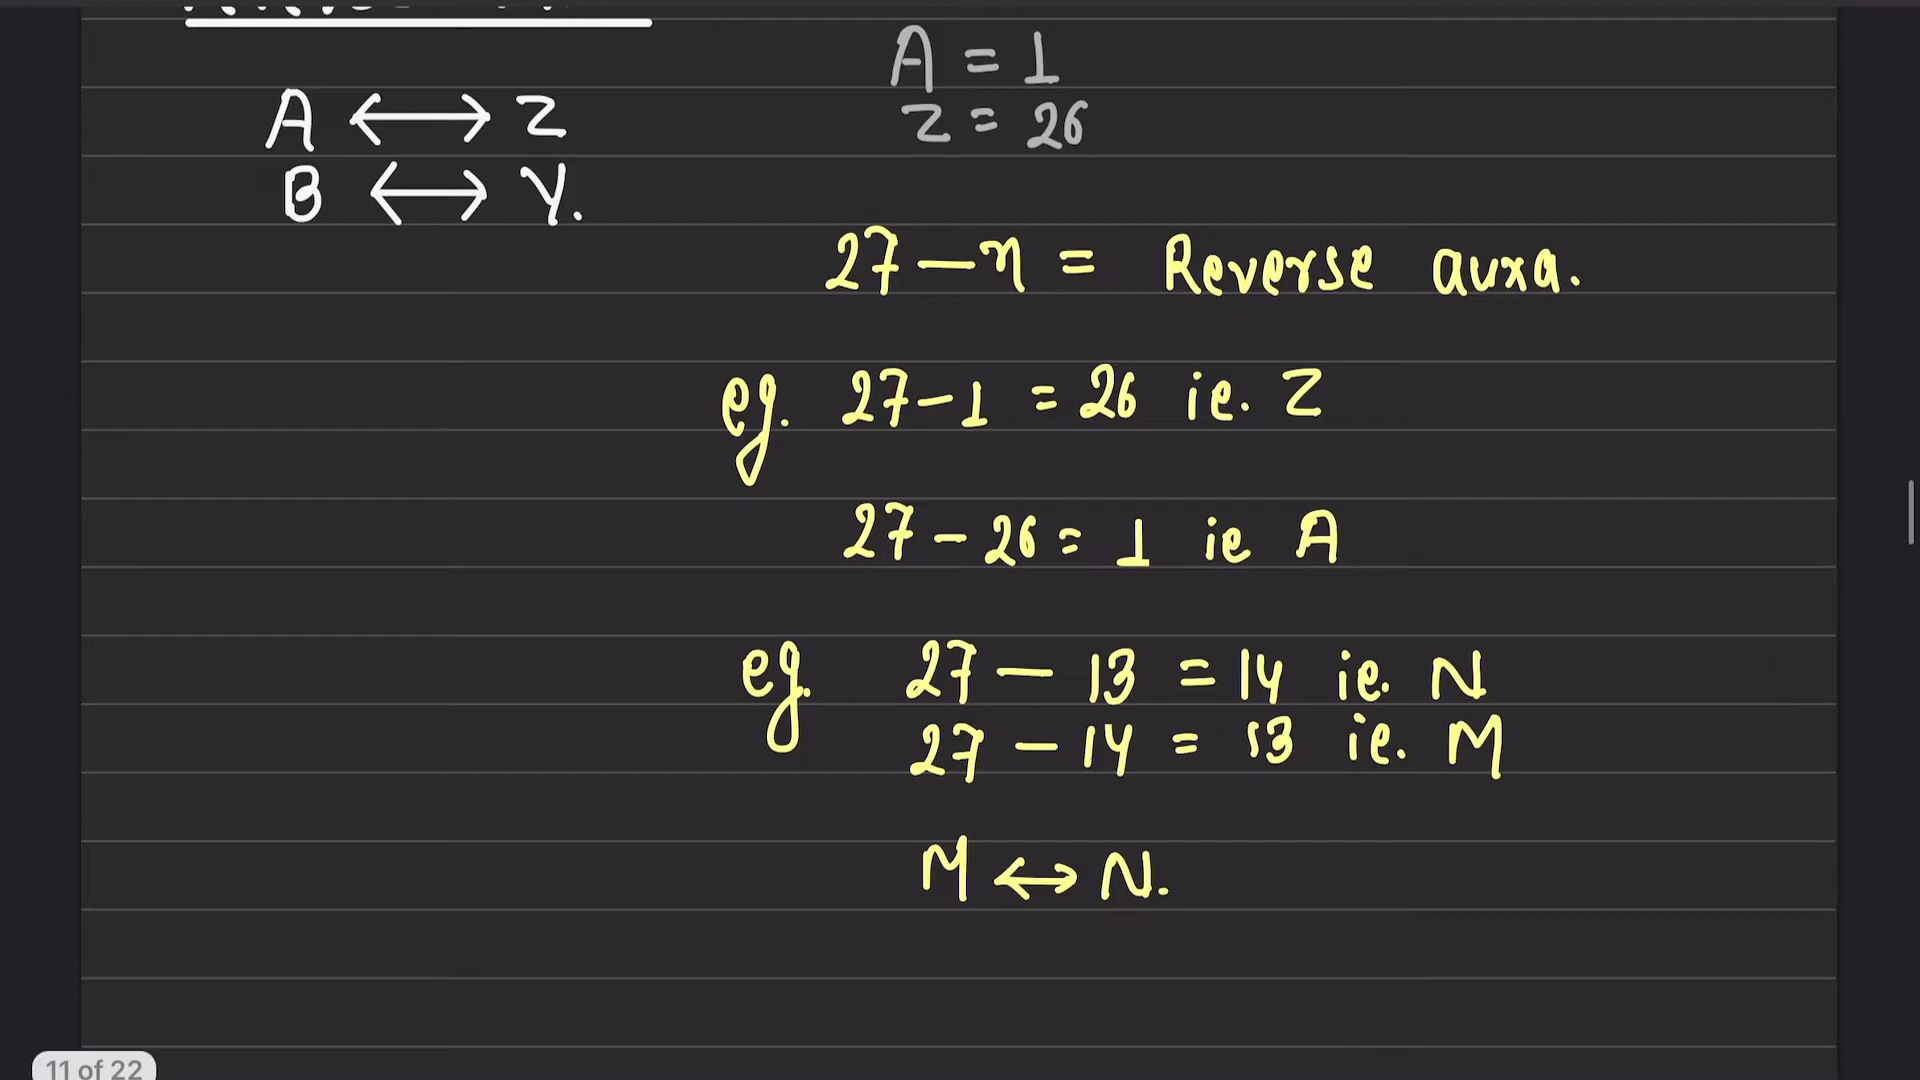 A ↔ Z
B ↔ Y.
A = 1
Z = 26
27 – n = Reverse auxa.
eg. 27 – 1 = 26 ie. Z
27 – 26 = 1 ie A
eg. 27 – 13 = 14 ie. N
27 – 14 = 13 ie. M
M ↔ N.
11 of 22